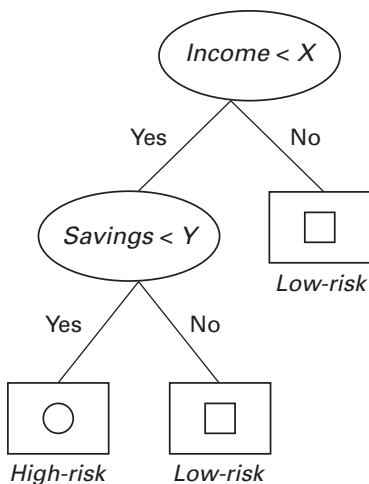 Income < X
Yes No
Low-risk
Savings < Y
Yes No
High-risk Low-risk